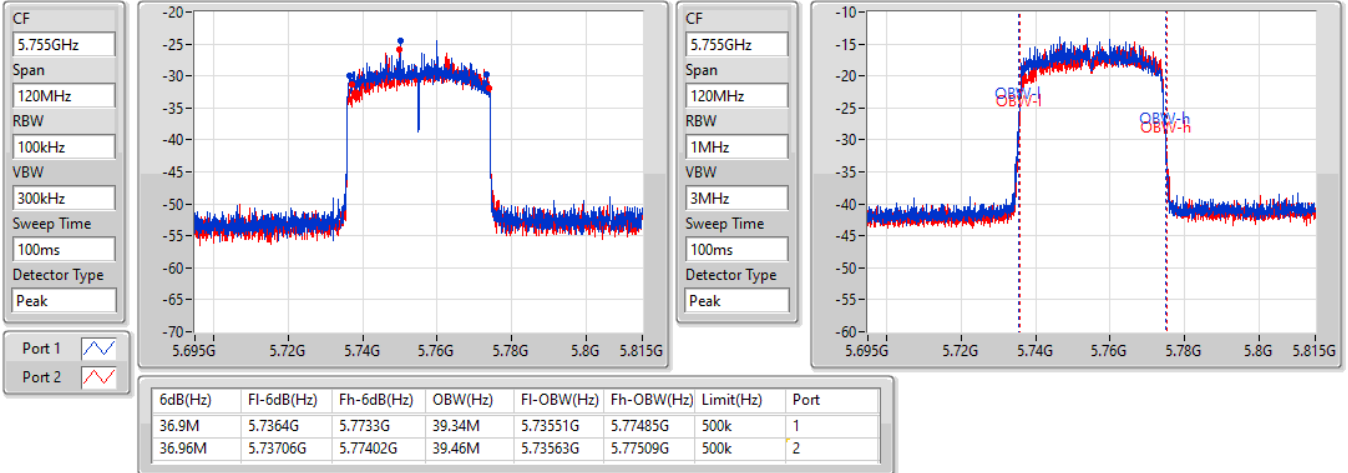 CF
5.755GHz
Span
120MHz
RBW
100kHz
VBW
300kHz
Sweep Time
100ms
Detector Type
Peak
Port 1
Port 2
-20
-25
-30
-35
-40
-45
-50
-55
-60
-65
-70
5.695G 5.72G 5.74G 5.76G 5.78G 5.8G 5.815G
CF
5.755GHz
Span
120MHz
RBW
1MHz
VBW
3MHz
Sweep Time
100ms
Detector Type
Peak
-10
-15
-20
-25
-30
-35
-40
-45
-50
-55
-60
OBW-l
OBW-l
OBW-h
OBW-h
5.695G 5.72G 5.74G 5.76G 5.78G 5.8G 5.815G
6dB(Hz) Fl-6dB(Hz) Fh-6dB(Hz) OBW(Hz) Fl-OBW(Hz) Fh-OBW(Hz) Limit(Hz) Port
36.9M 5.7364G 5.7733G 39.34M 5.73551G 5.77485G 500k 1
36.96M 5.73706G 5.77402G 39.46M 5.73563G 5.77509G 500k 2